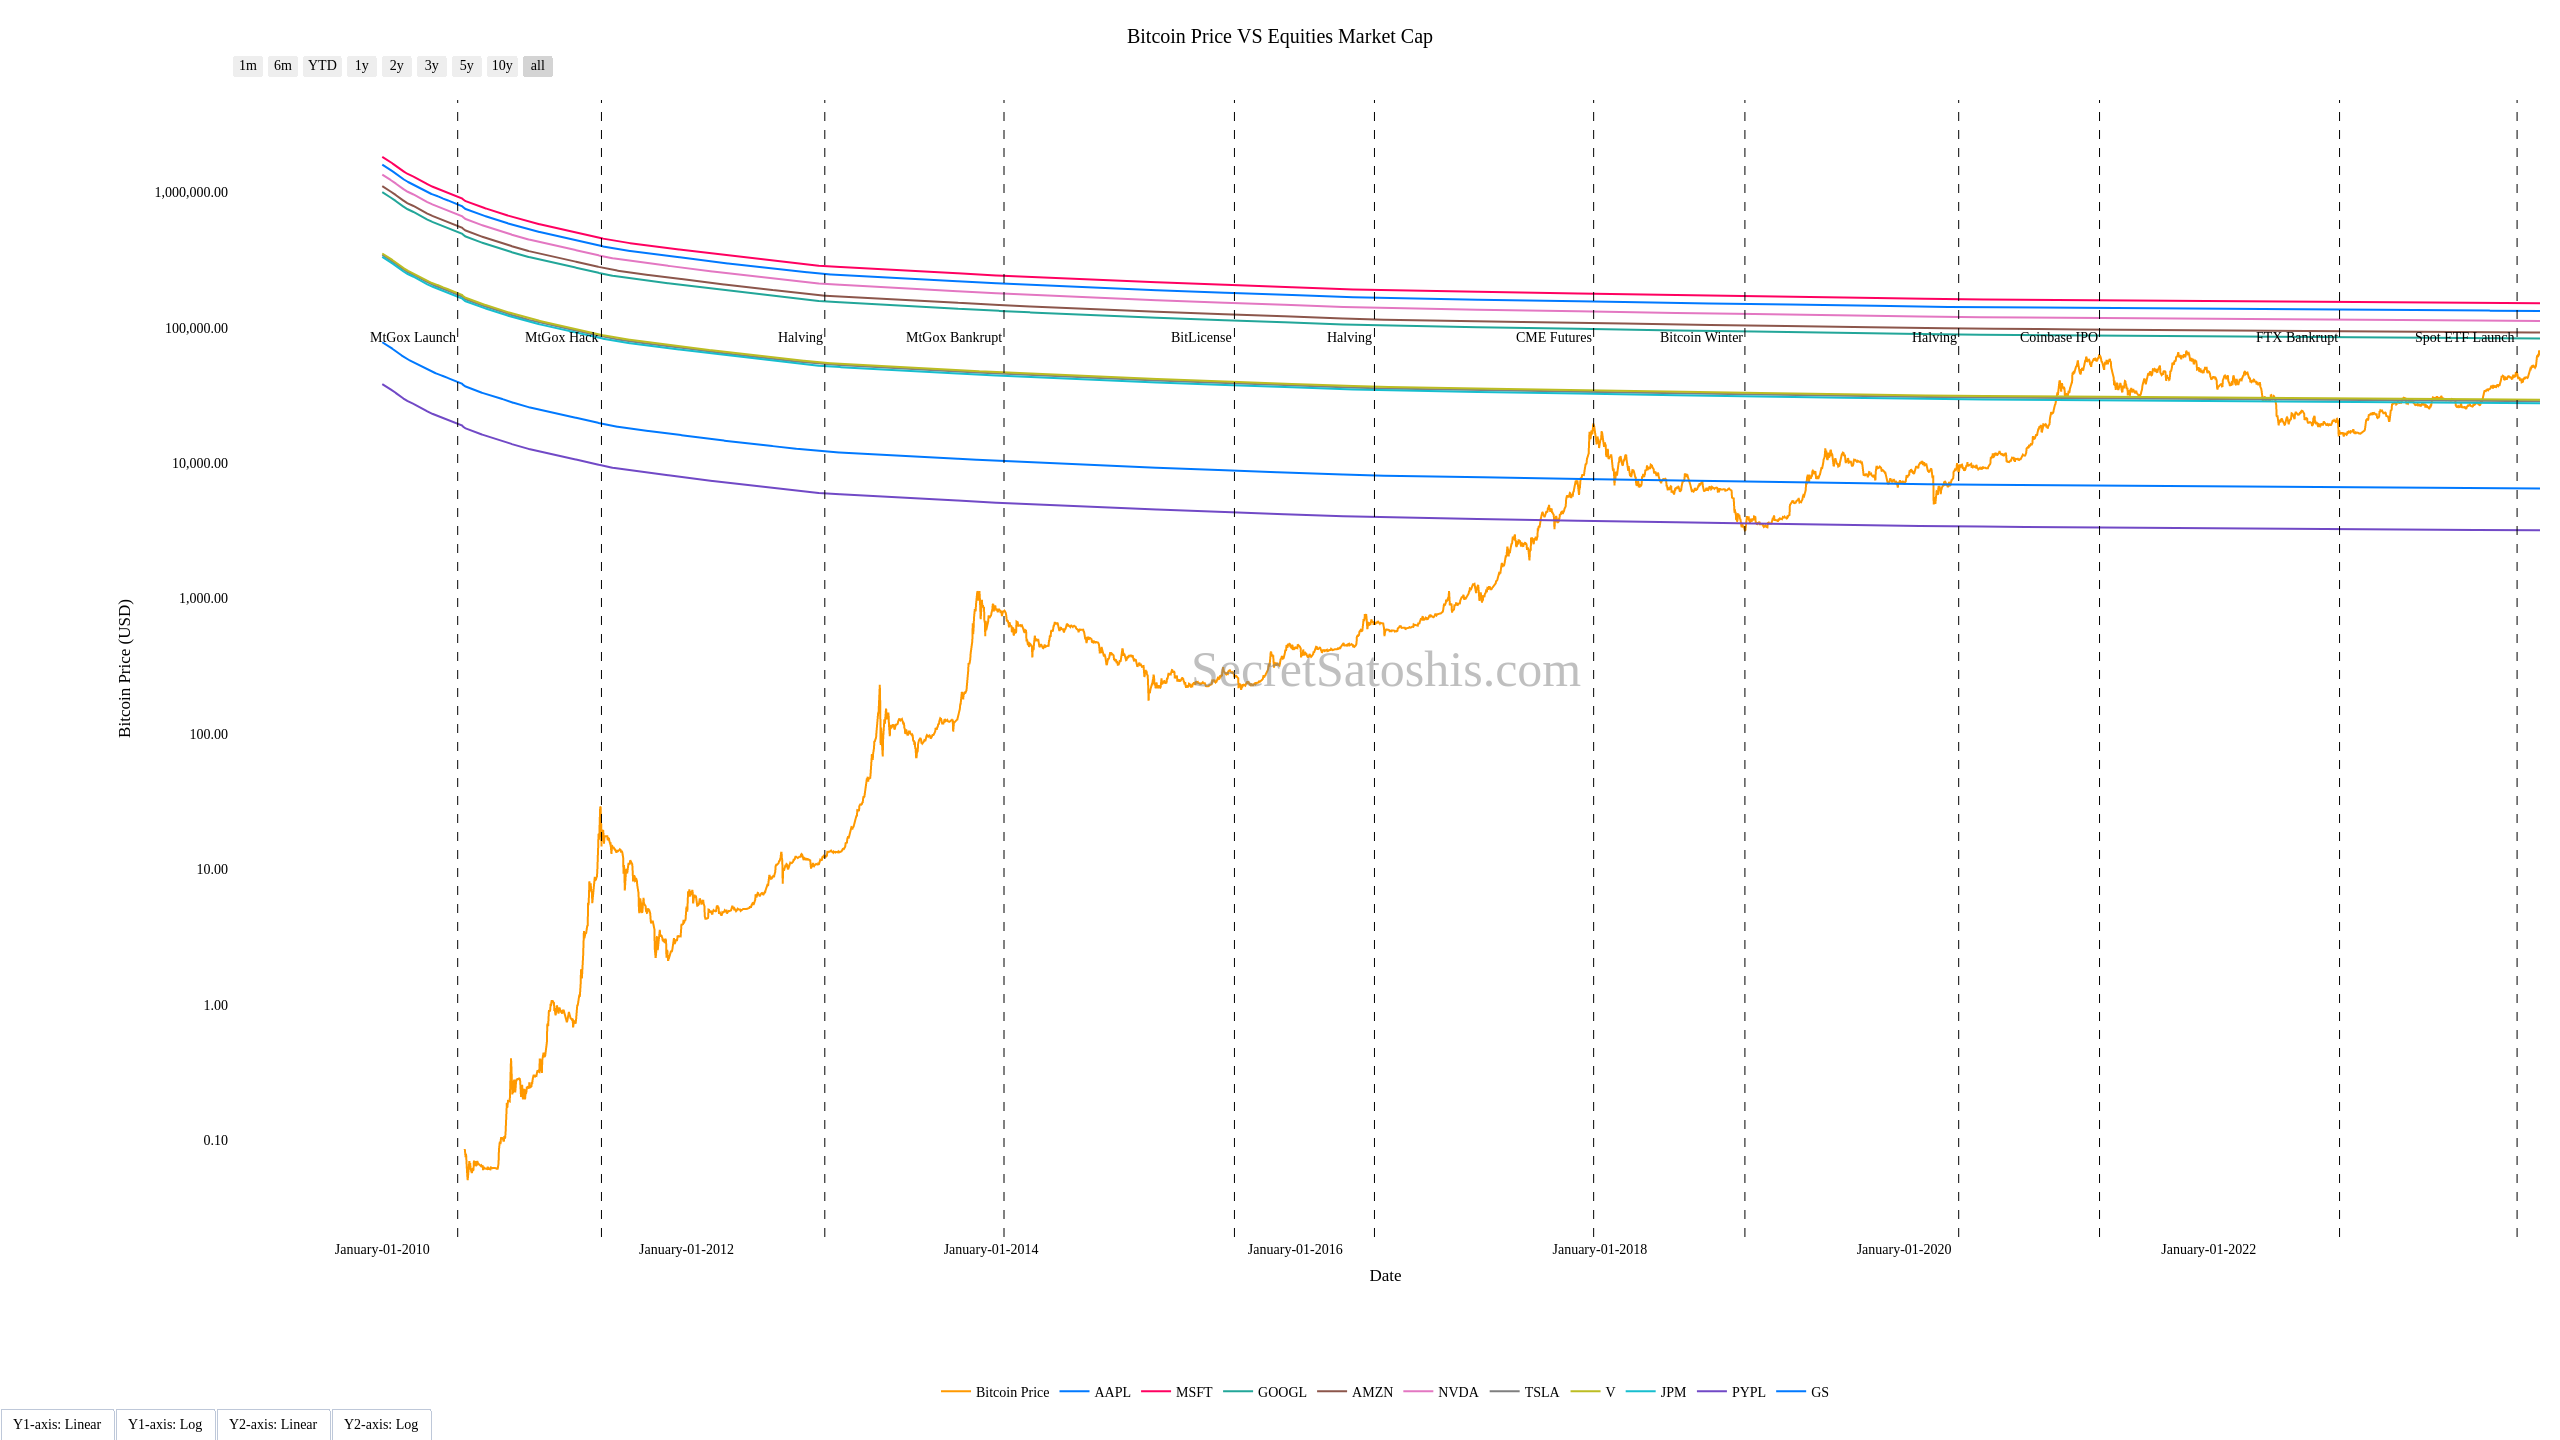 Bitcoin Price VS Equities Market Cap
1m 6m YTD 1y 2y 3y 5y 10y all
1,000,000.00
100,000.00
MtGox Launch MtGox Hack Halving MtGox Bankrupt BitLicense Halving CME Futures Bitcoin Winter Halving Coinbase IPO FTX Bankrupt Spot ETF Launch
10,000.00
1,000.00
Bitcoin Price (USD)
SecretSatoshis.com
100.00
10.00
1.00
0.10
January-01-2010 January-01-2012 January-01-2014 January-01-2016 January-01-2018 January-01-2020 January-01-2022
Date
Bitcoin Price AAPL MSFT GOOGL AMZN NVDA TSLA V JPM PYPL GS
Y1-axis: Linear Y1-axis: Log Y2-axis: Linear Y2-axis: Log